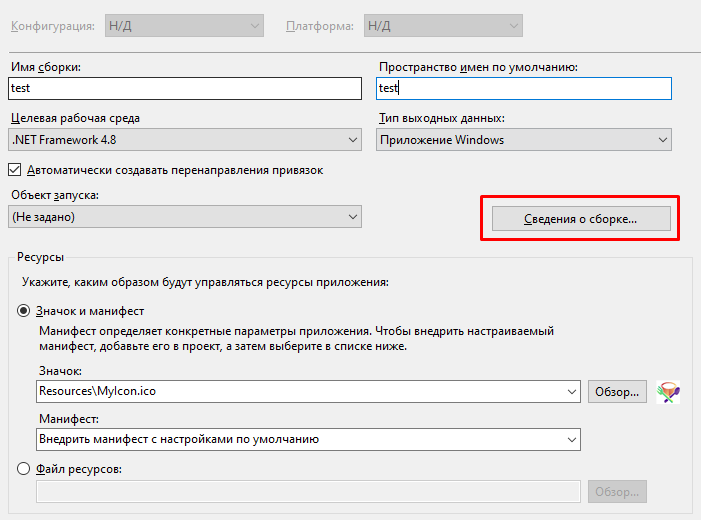 Конфигурация: Н/Д Платформа: Н/Д
Имя сборки: Пространство имен по умолчанию:
test test
Целевая рабочая среда Тип выходных данных:
.NET Framework 4.8 Приложение Windows
Автоматически создавать перенаправления привязок
Объект запуска:
(Не задано) Сведения о сборке...
Ресурсы
Укажите, каким образом будут управляться ресурсы приложения:
Значок и манифест
Манифест определяет конкретные параметры приложения. Чтобы внедрить настраиваемый
манифест, добавьте его в проект, а затем выберите в списке ниже.
Значок:
Resources\MyIcon.ico Обзор...
Манифест:
Внедрить манифест с настройками по умолчанию
Файл ресурсов:
Обзор...